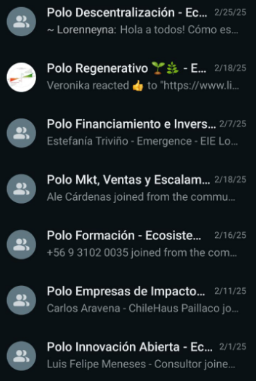 Polo Descentralización - Ec... 2/25/25
~ Lorenneyna: Hola a todos! Cómo es...
Polo Regenerativo 🌱🌿 - E... 2/18/25
Veronika reacted 👍 to "https://www.li...
Polo Financiamiento e Invers... 2/7/25
Estefanía Triviño - Emergence - EIE Lo...
Polo Mkt, Ventas y Escalam... 2/18/25
Ale Cárdenas joined from the commu...
Polo Formación - Ecosiste... 2/16/25
+56 9 3102 0035 joined from the com...
Polo Empresas de Impacto... 2/11/25
Carlos Aravena - ChileHaus Paillaco jo...
Polo Innovación Abierta - Ec... 2/1/25
Luis Felipe Meneses - Consultor joine...